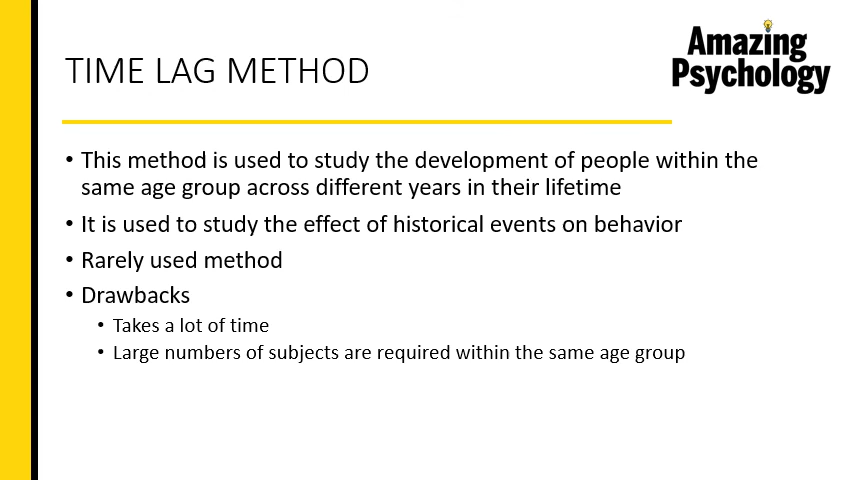 Amazing
Psychology
TIME LAG METHOD
• This method is used to study the development of people within the
same age group across different years in their lifetime
• It is used to study the effect of historical events on behavior
• Rarely used method
• Drawbacks
• Takes a lot of time
• Large numbers of subjects are required within the same age group